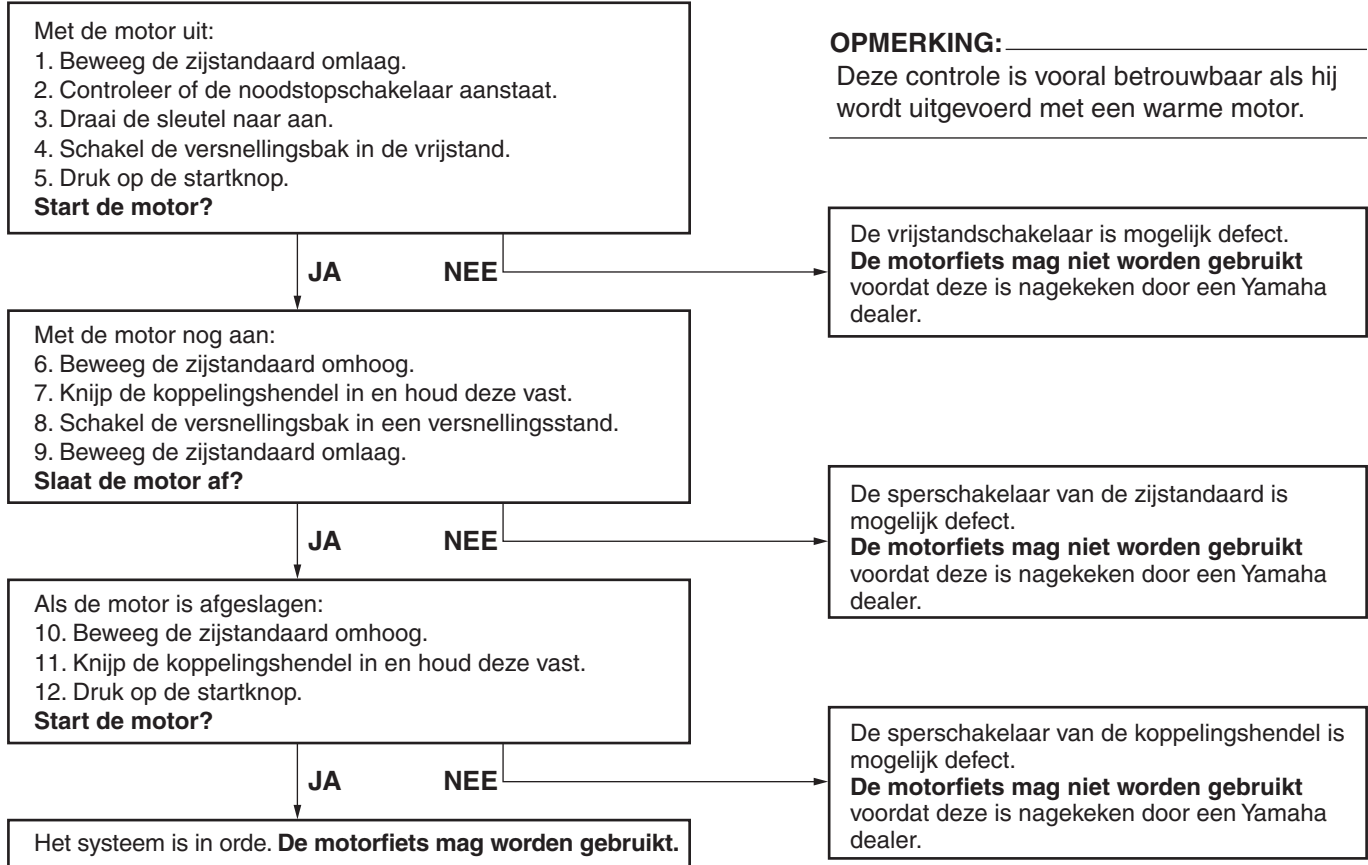 Met de motor uit:
1. Beweeg de zijstandaard omlaag.
2. Controleer of de noodstopschakelaar aanstaat.
3. Draai de sleutel naar aan.
4. Schakel de versnellingsbak in de vrijstand.
5. Druk op de startknop.
Start de motor?
OPMERKING:
Deze controle is vooral betrouwbaar als hij
wordt uitgevoerd met een warme motor.
JA NEE
De vrijstandschakelaar is mogelijk defect.
De motorfiets mag niet worden gebruikt
voordat deze is nagekeken door een Yamaha
dealer.
Met de motor nog aan:
6. Beweeg de zijstandaard omhoog.
7. Knijp de koppelingshendel in en houd deze vast.
8. Schakel de versnellingsbak in een versnellingsstand.
9. Beweeg de zijstandaard omlaag.
Slaat de motor af?
JA NEE
De sperschakelaar van de zijstandaard is
mogelijk defect.
De motorfiets mag niet worden gebruikt
voordat deze is nagekeken door een Yamaha
dealer.
Als de motor is afgeslagen:
10. Beweeg de zijstandaard omhoog.
11. Knijp de koppelingshendel in en houd deze vast.
12. Druk op de startknop.
Start de motor?
JA NEE
De sperschakelaar van de koppelingshendel is
mogelijk defect.
De motorfiets mag niet worden gebruikt
voordat deze is nagekeken door een Yamaha
dealer.
Het systeem is in orde. De motorfiets mag worden gebruikt.